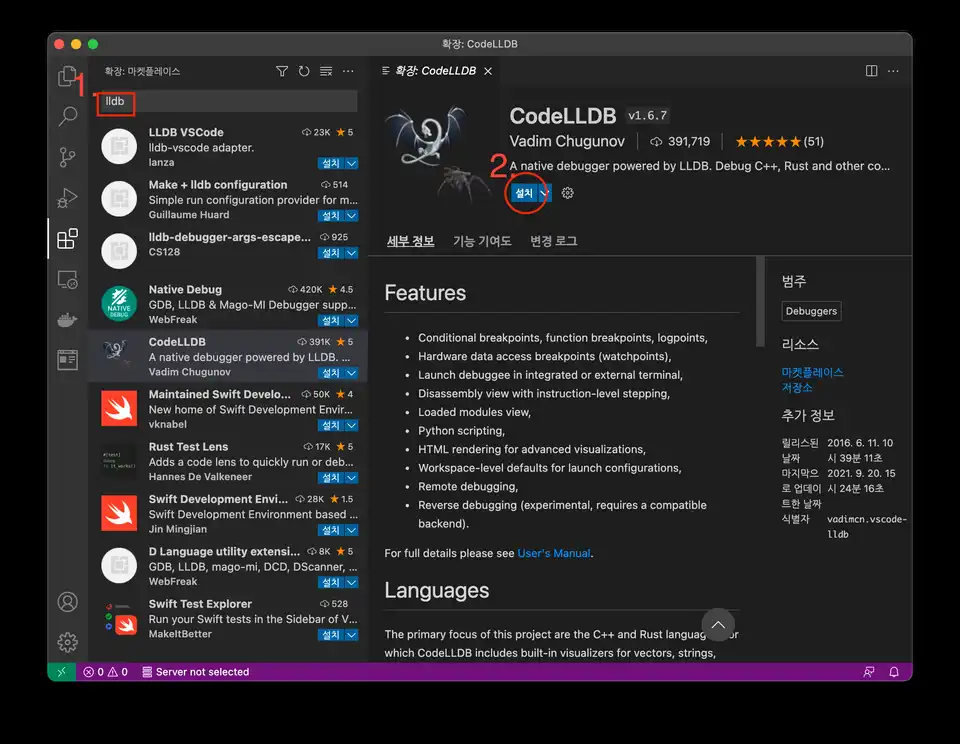 확장: CodeLLDB
확장: 마켓플레이스
1.
lldb
LLDB VSCode 23K 5
lldb-vscode adapter.
lanza 설치
Make + lldb configuration 514
Simple run configuration provider for m...
Guillaume Huard 설치
lldb-debugger-args-escape... 925
CS128 설치
Native Debug 420K 4.5
GDB, LLDB & Mago-MI Debugger supp...
WebFreak 설치
NATIVE
DEBUG
CodeLLDB 391K 5
A native debugger powered by LLDB. ...
Vadim Chugunov 설치
Maintained Swift Develo... 50K 4
New home of Swift Development Envir...
vknabel 설치
Rust Test Lens 17K 5
Adds a code lens to quickly run or deb...
Hannes De Valkeneer 설치
#[test]
Swift Development Envi... 28K 1.5
Swift Development Environment based ...
Jin Mingjian 설치
D Language utility extensi... 8K 5
GDB, LLDB, mago-mi, DCD, DScanner, ...
WebFreak 설치
Swift Test Explorer 528
Run your Swift tests in the Sidebar of V...
MakeItBetter 설치
확장: CodeLLDB
CodeLLDB v1.6.7
Vadim Chugunov 391,719 (51)
A native debugger powered by LLDB. Debug C++, Rust and other co...
2.
설치
세부 정보 기능 기여도 변경 로그
Features
• Conditional breakpoints, function breakpoints, logpoints,
• Hardware data access breakpoints (watchpoints),
• Launch debuggee in integrated or external terminal,
• Disassembly view with instruction-level stepping,
• Loaded modules view,
• Python scripting,
• HTML rendering for advanced visualizations,
• Workspace-level defaults for launch configurations,
• Remote debugging,
• Reverse debugging (experimental, requires a compatible
backend).
For full details please see User's Manual.
Languages
The primary focus of this project are the C++ and Rust languag or
which CodeLLDB includes built-in visualizers for vectors, strings,
범주
Debuggers
리소스
마켓플레이스
저장소
추가 정보
릴리스된 2016. 6. 11. 10
날짜 시 39분 11초
마지막으 2021. 9. 20. 15
로 업데이 시 24분 16초
트한 날짜
식별자 vadimcn.vscode-
lldb
0 0 Server not selected